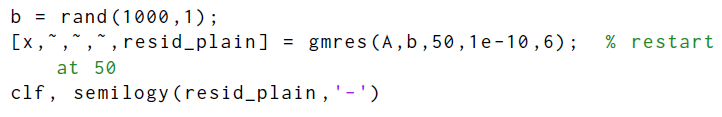 b = rand(1000,1);
[x,~,~,~,resid_plain] = gmres(A,b,50,1e-10,6); % restart
at 50
clf, semilogy(resid_plain,'-')